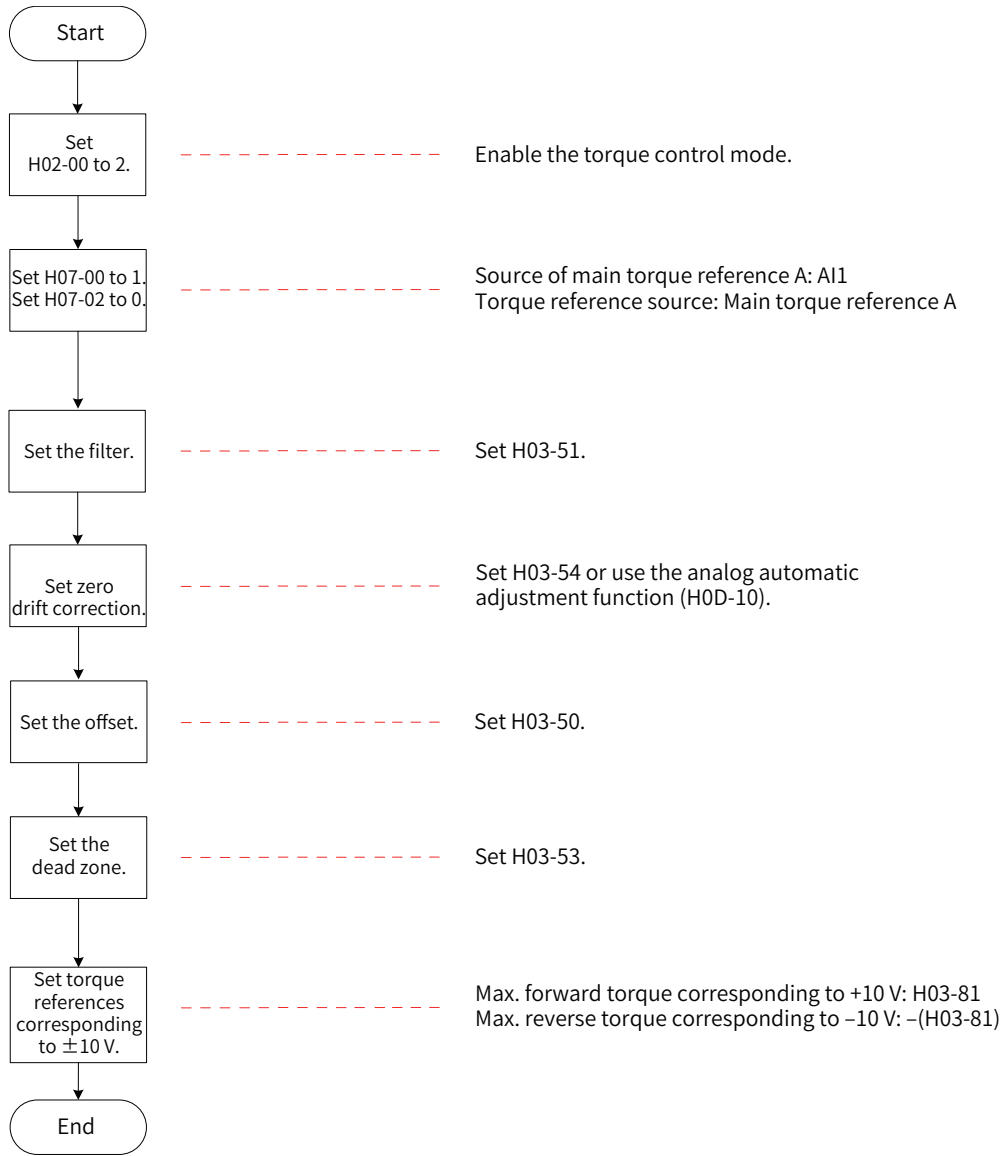 Start
Set
H02-00 to 2.
Enable the torque control mode.
Set H07-00 to 1.
Set H07-02 to 0.
Source of main torque reference A: AI1
Torque reference source: Main torque reference A
Set the filter.
Set H03-51.
Set zero
drift correction.
Set H03-54 or use the analog automatic
adjustment function (H0D-10).
Set the offset.
Set H03-50.
Set the
dead zone.
Set H03-53.
Set torque
references
corresponding
to ±10 V.
Max. forward torque corresponding to +10 V: H03-81
Max. reverse torque corresponding to –10 V: –(H03-81)
End